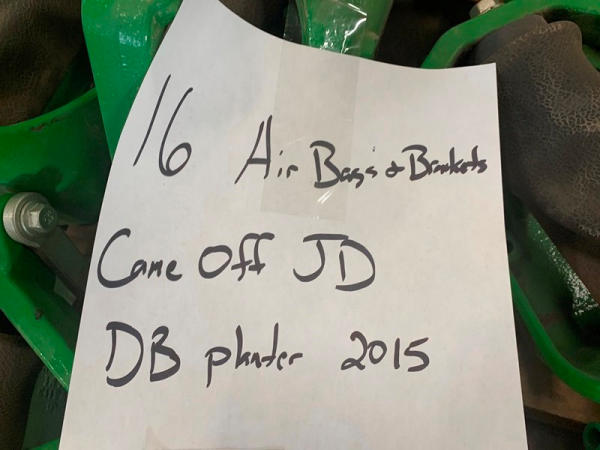 16 Air Bags & Brackets
Came Off JD
DB planter 2015